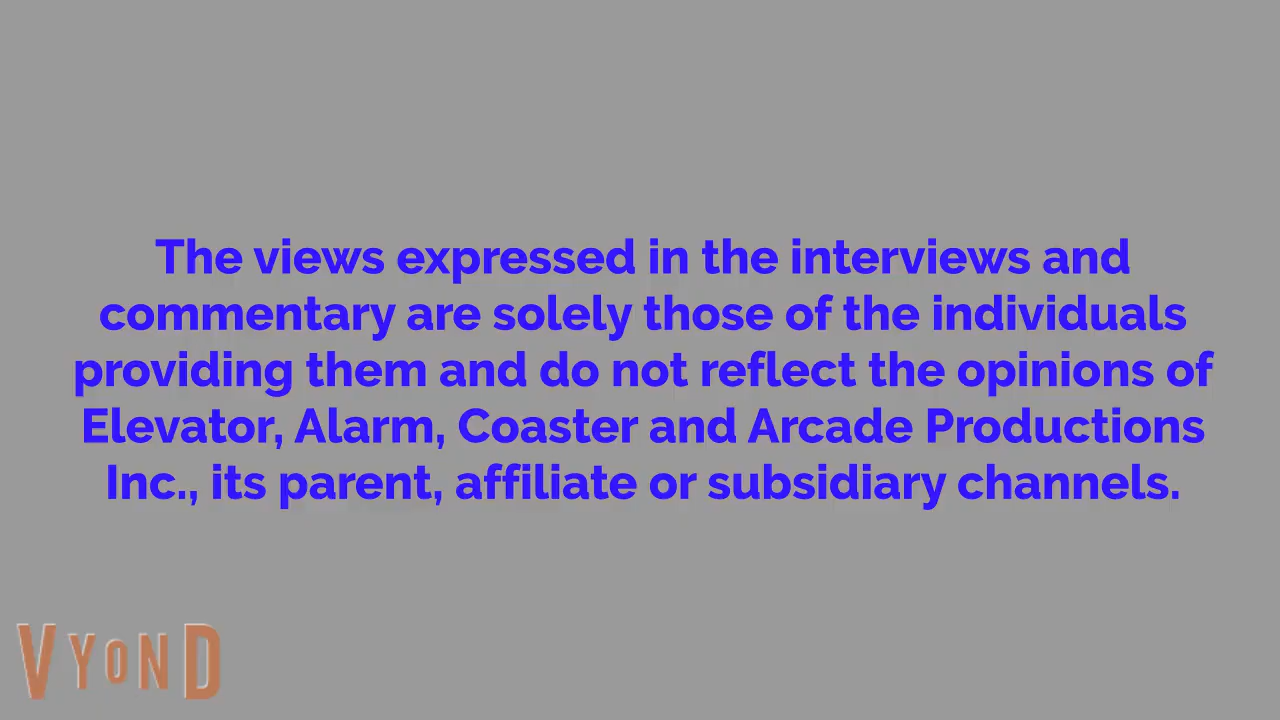 The views expressed in the interviews and
commentary are solely those of the individuals
providing them and do not reflect the opinions of
Elevator, Alarm, Coaster and Arcade Productions
Inc., its parent, affiliate or subsidiary channels.
VYOND